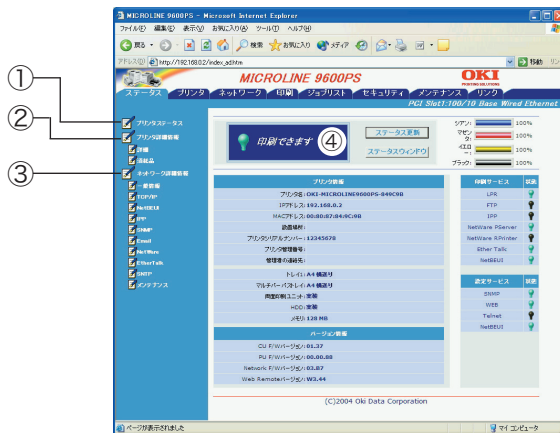 MICROLINE 9600PS - Microsoft Internet Explorer
ファイル(F) 編集(E) 表示(V) お気に入り(A) ツール(T) ヘルプ(H)
戻る 検索 お気に入り メディア
アドレス(D) http://192.168.0.2/index_ad.htm 移動 リンク
MICROLINE 9600PS OKI
PRINTING SOLUTIONS
ステータス プリンタ ネットワーク 印刷 ジョブリスト セキュリティ メンテナンス リンク
PCI Slot1:100/10 Base Wired Ethernet
①
②
③
プリンタステータス
プリンタ詳細情報
詳細
消耗品
ネットワーク詳細情報
一般情報
TCP/IP
NetBEUI
IPP
SNMP
Email
NetWare
EtherTalk
SNTP
メンテナンス
印刷できます ④
ステータス更新
ステータスウィンドウ
シアン: 100%
マゼンタ: 100%
イエロー: 100%
ブラック: 100%
プリンタ情報
プリンタ名: OKI-MICROLINE9600PS-849C9B
IPアドレス: 192.168.0.2
MACアドレス: 00:80:87:84:9C:9B
設置場所:
プリンタシリアルナンバー: 12345678
プリンタ管理番号:
管理者の連絡先:
トレイ1: A4 横送り
マルチパーパストレイ: A4 横送り
両面印刷ユニット: 実装
HDD: 実装
メモリ: 128 MB
バージョン情報
CU F/Wバージョン: 01.37
PU F/Wバージョン: 00.00.88
Network F/Wバージョン: 03.87
Web Remoteバージョン: W3.44
印刷サービス 状態
LPR
FTP
IPP
NetWare PServer
NetWare RPrinter
Ether Talk
NetBEUI
設定サービス 状態
SNMP
WEB
Telnet
NetBEUI
(C)2004 Oki Data Corporation
ページが表示されました マイ コンピュータ